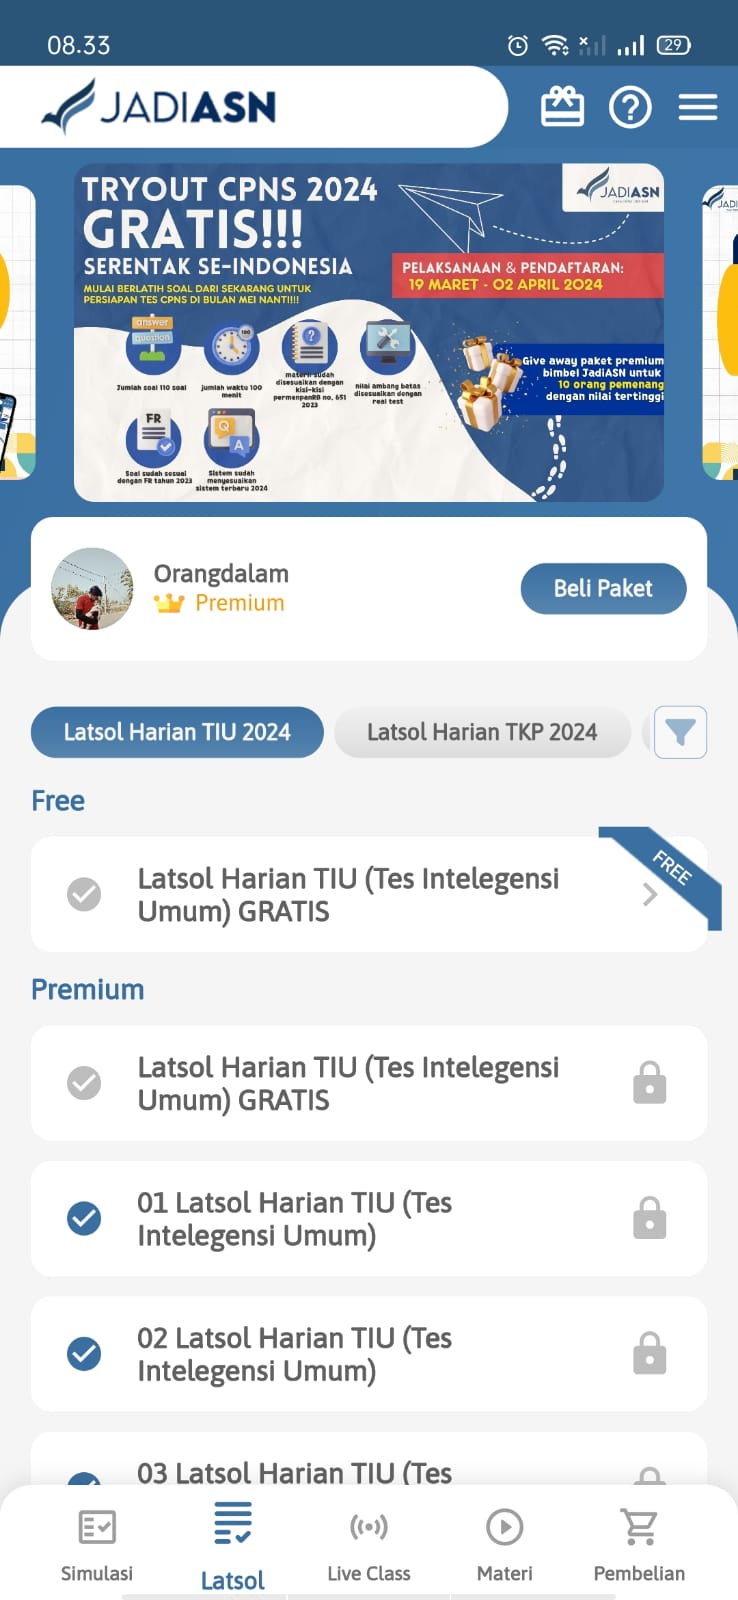 08.33
29
JADIASN
TRYOUT CPNS 2024
GRATIS!!!
SERENTAK SE-INDONESIA
MULAI BERLATIH SOAL DARI SEKARANG UNTUK
PERSIAPAN TES CPNS DI BULAN MEI NANTI!!!
JADIASN
PELAKSANAAN & PENDAFTARAN:
19 MARET - 02 APRIL 2024
answer
question
Jumlah soal 110 soal
100
jumlah waktu 100
menit
?
materi sudah
disesuaikan dengan
kisi-kisi
permenpanRB no. 651
2023
nilai ambang batas
disesuaikan dengan
real test
Give away paket premium
bimbel JadiASN untuk
10 orang pemenang
dengan nilai tertinggi
FR
Soal sudah sesuai
dengan FR tahun 2023
Q
A
Sistem sudah
menyesuaikan
sistem terbaru 2024
JADI
Orangdalam
Premium
Beli Paket
Latsol Harian TIU 2024
Latsol Harian TKP 2024
Free
Latsol Harian TIU (Tes Intelegensi
Umum) GRATIS
FREE
Premium
Latsol Harian TIU (Tes Intelegensi
Umum) GRATIS
01 Latsol Harian TIU (Tes
Intelegensi Umum)
02 Latsol Harian TIU (Tes
Intelegensi Umum)
03 Latsol Harian TIU (Tes
Simulasi
Latsol
Live Class
Materi
Pembelian